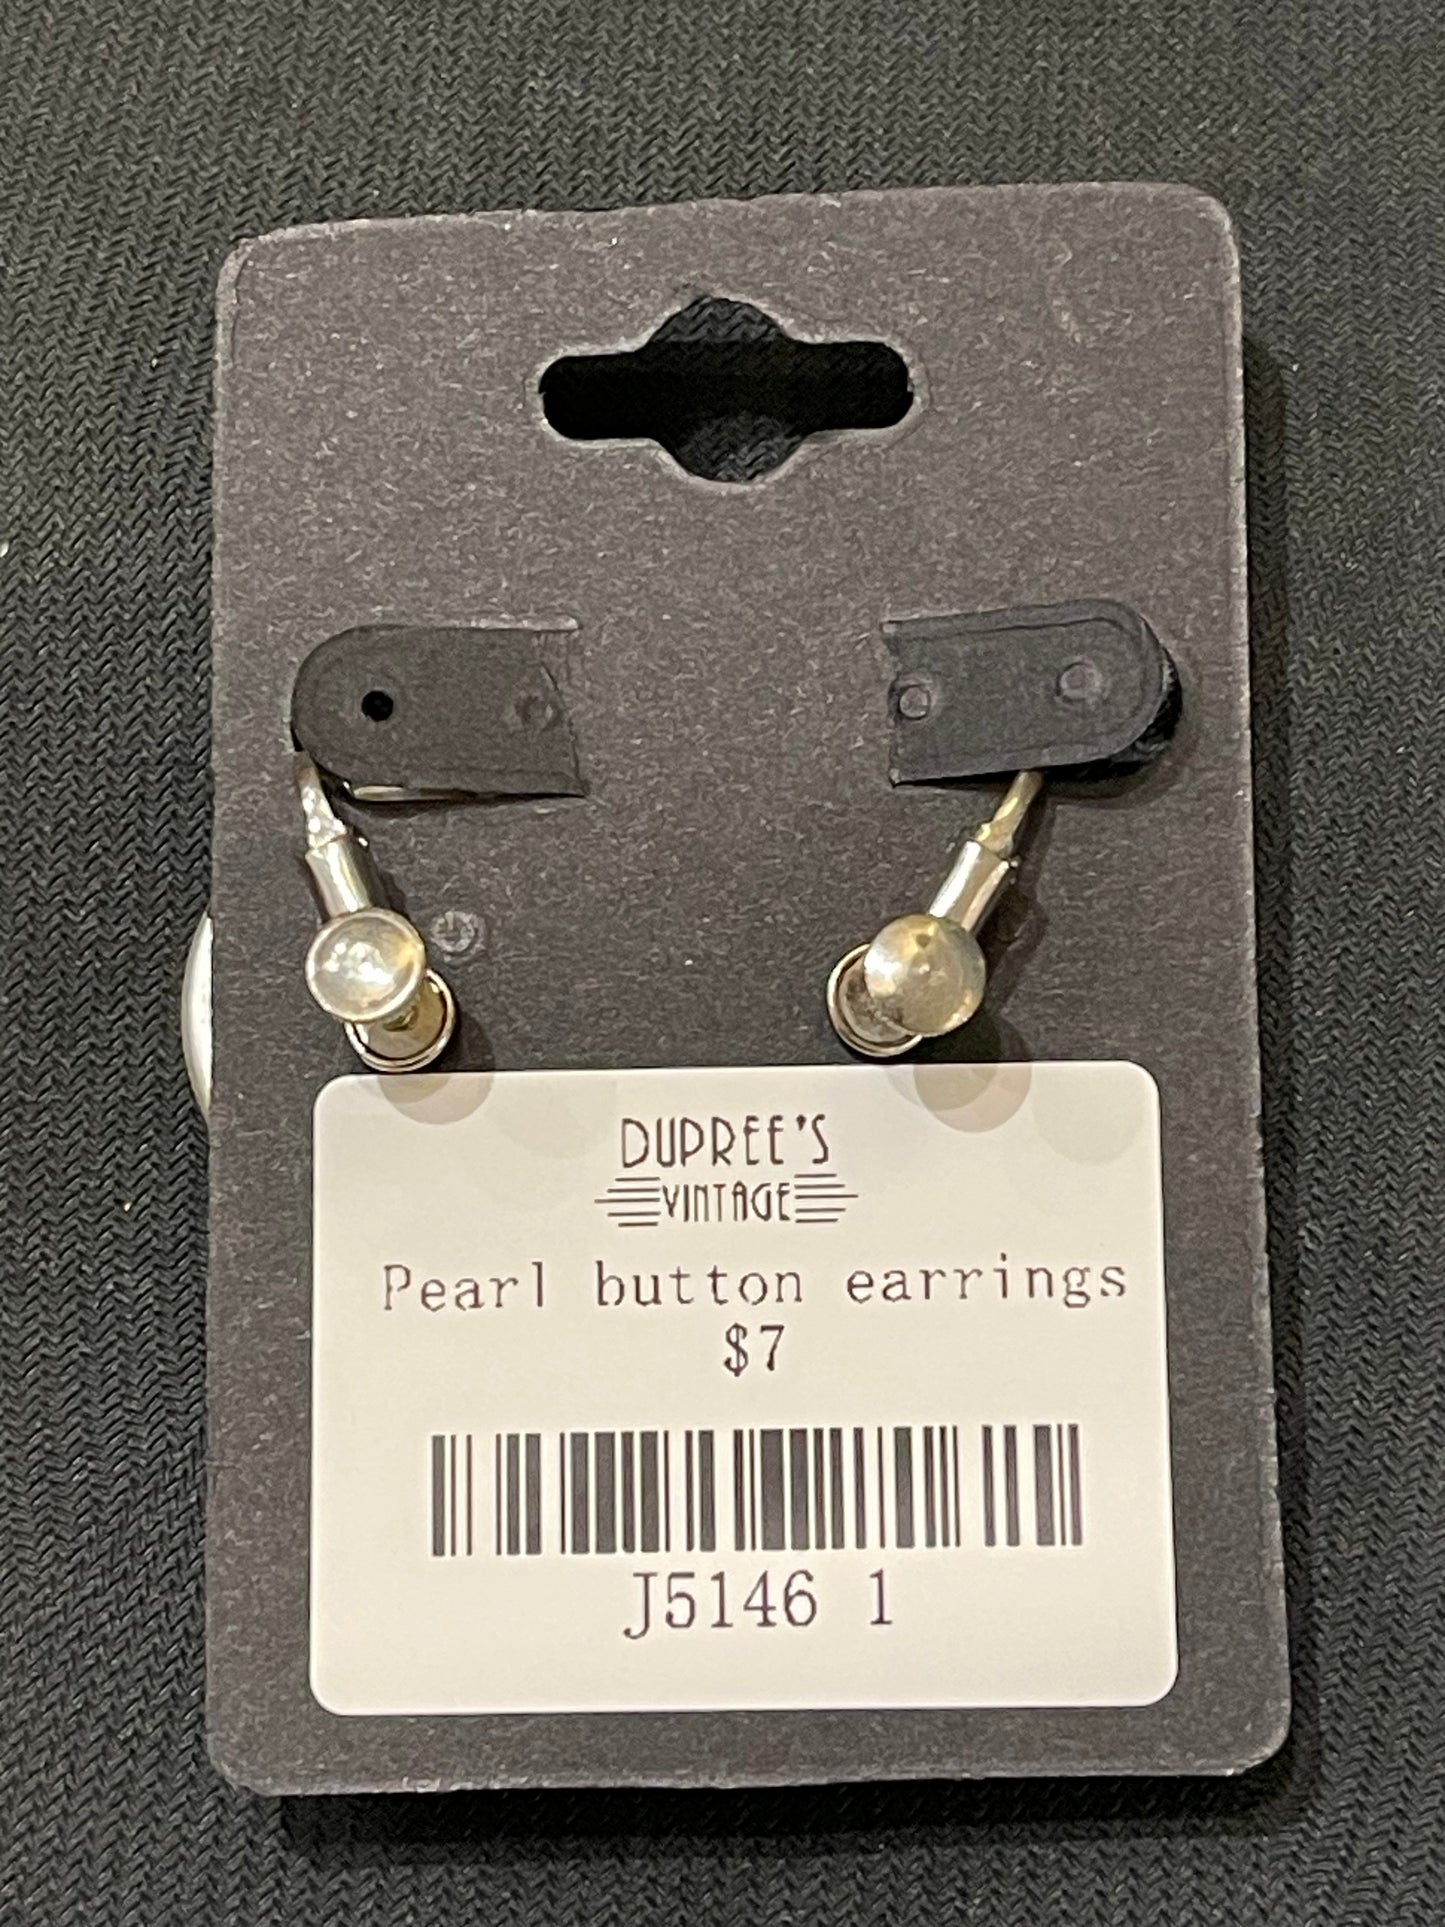 DUPREE'S
VINTAGE
Pearl button earrings
$7
J5146 1